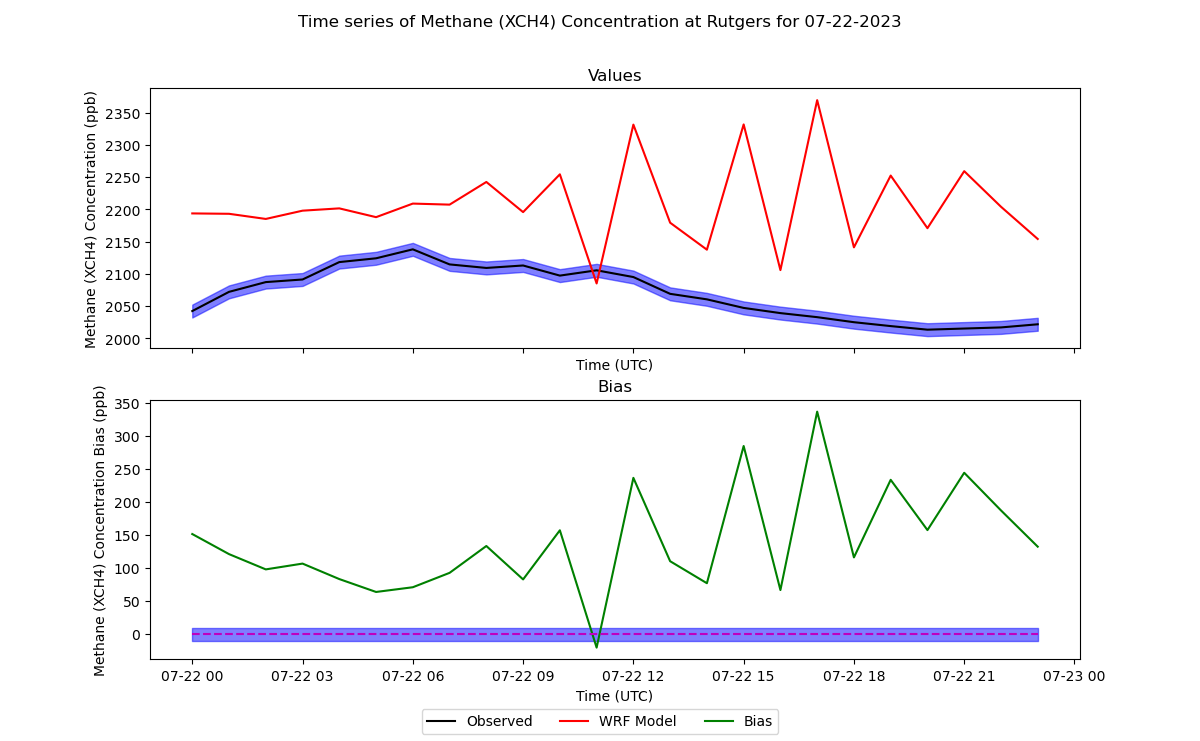 Time series of Methane (XCH4) Concentration at Rutgers for 07-22-2023
Values
Methane (XCH4) Concentration (ppb)
2350
2300
2250
2200
2150
2100
2050
2000
Time (UTC)
Bias
Methane (XCH4) Concentration Bias (ppb)
350
300
250
200
150
100
50
0
07-22 00 07-22 03 07-22 06 07-22 09 07-22 12 07-22 15 07-22 18 07-22 21 07-23 00
Time (UTC)
Observed WRF Model Bias